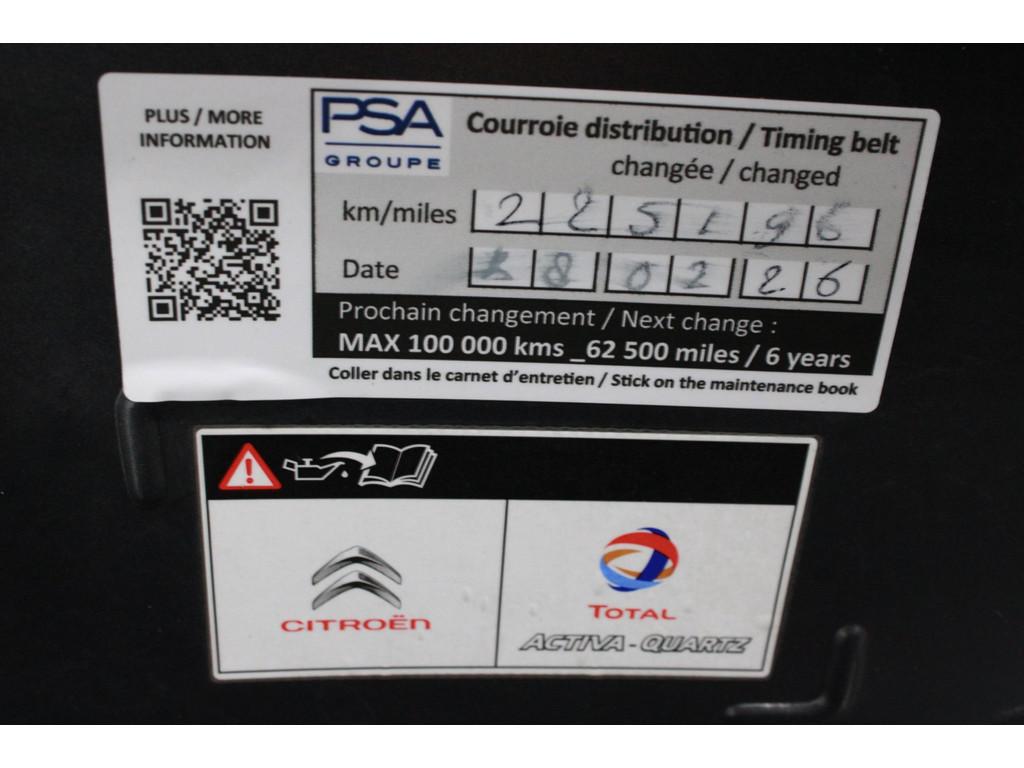 PLUS / MORE
INFORMATION
PSA
GROUPE
Courroie distribution / Timing belt
changée / changed
km/miles 225196
Date 80226
Prochain changement / Next change :
MAX 100 000 kms _62 500 miles / 6 years
Coller dans le carnet d'entretien / Stick on the maintenance book
CITROËN
TOTAL
ACTIVA - QUARTZ